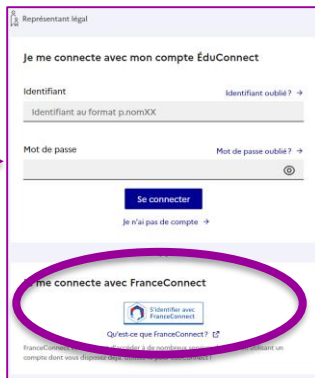 Représentant légal
Je me connecte avec mon compte ÉduConnect
Identifiant
Identifiant oublié ? →
Identifiant au format p.nomXX
Mot de passe
Mot de passe oublié ? →
Se connecter
Je n'ai pas de compte →
me connecte avec FranceConnect
S'identifier avec
FranceConnect
Qu'est-ce que FranceConnect ?
compte dont vous disposez déjà.